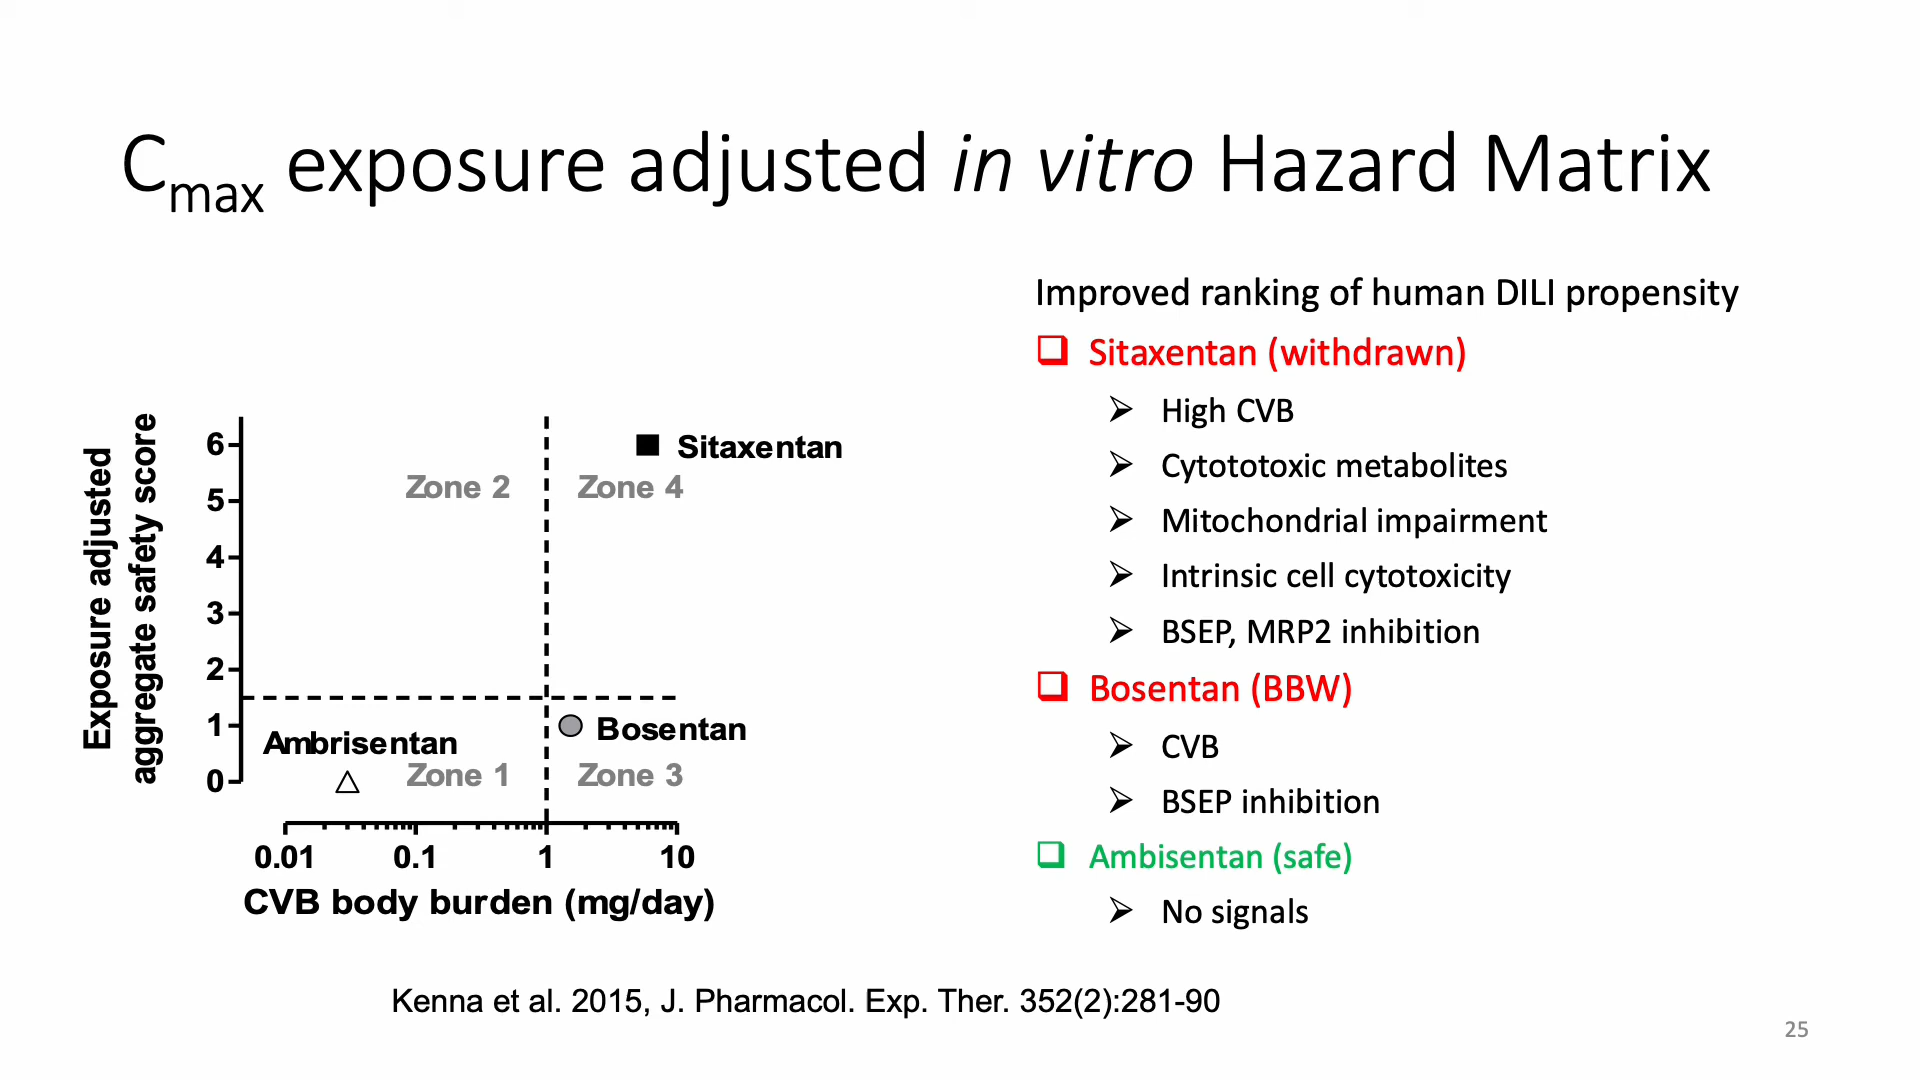 Cmax exposure adjusted in vitro Hazard Matrix
Exposure adjusted
aggregate safety score
6
5
4
3
2
1
0
Zone 2
Zone 4
Sitaxentan
Ambrisentan
Bosentan
Zone 1
Zone 3
0.01
0.1
1
10
CVB body burden (mg/day)
Improved ranking of human DILI propensity
Sitaxentan (withdrawn)
High CVB
Cytototoxic metabolites
Mitochondrial impairment
Intrinsic cell cytotoxicity
BSEP, MRP2 inhibition
Bosentan (BBW)
CVB
BSEP inhibition
Ambisentan (safe)
No signals
Kenna et al. 2015, J. Pharmacol. Exp. Ther. 352(2):281-90
25